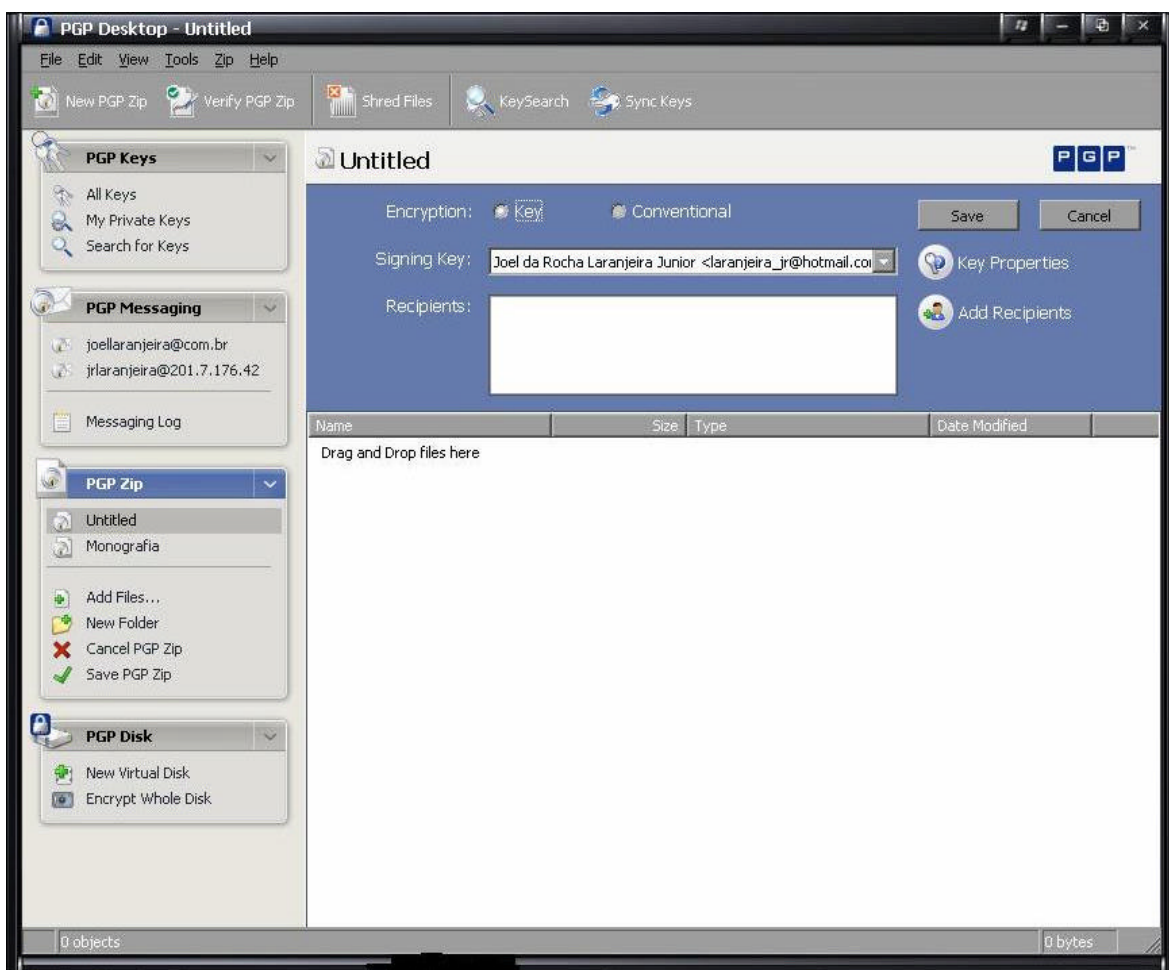 PGP Desktop - Untitled
File Edit View Tools Zip Help
New PGP Zip Verify PGP Zip Shred Files KeySearch Sync Keys
PGP Keys
All Keys
My Private Keys
Search for Keys
PGP Messaging
joellaranjeira@com.br
jrlaranjeira@201.7.176.42
Messaging Log
PGP Zip
Untitled
Monografia
Add Files...
New Folder
Cancel PGP Zip
Save PGP Zip
PGP Disk
New Virtual Disk
Encrypt Whole Disk
Untitled
PGP
Encryption: Key Conventional
Save Cancel
Signing Key: Joel da Rocha Laranjeira Junior <laranjeira_jr@hotmail.co
Key Properties
Recipients:
Add Recipients
Name Size Type Date Modified
Drag and Drop files here
0 objects 0 bytes